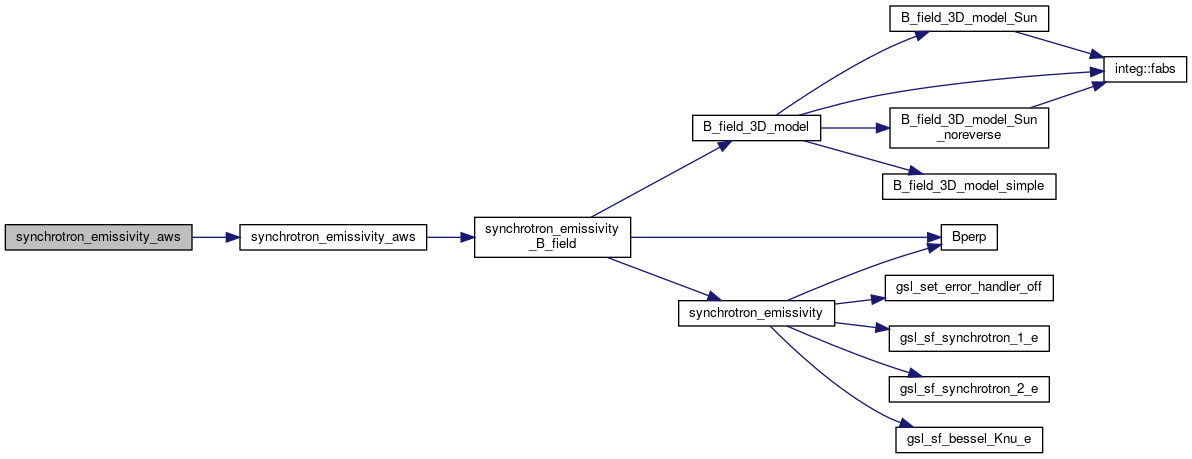 synchrotron_emissivity_aws
synchrotron_emissivity_aws
synchrotron_emissivity
_B_field
B_field_3D_model
B_field_3D_model_Sun
integ::fabs
B_field_3D_model_Sun
_noreverse
B_field_3D_model_simple
Bperp
synchrotron_emissivity
gsl_set_error_handler_off
gsl_sf_synchrotron_1_e
gsl_sf_synchrotron_2_e
gsl_sf_bessel_Knu_e